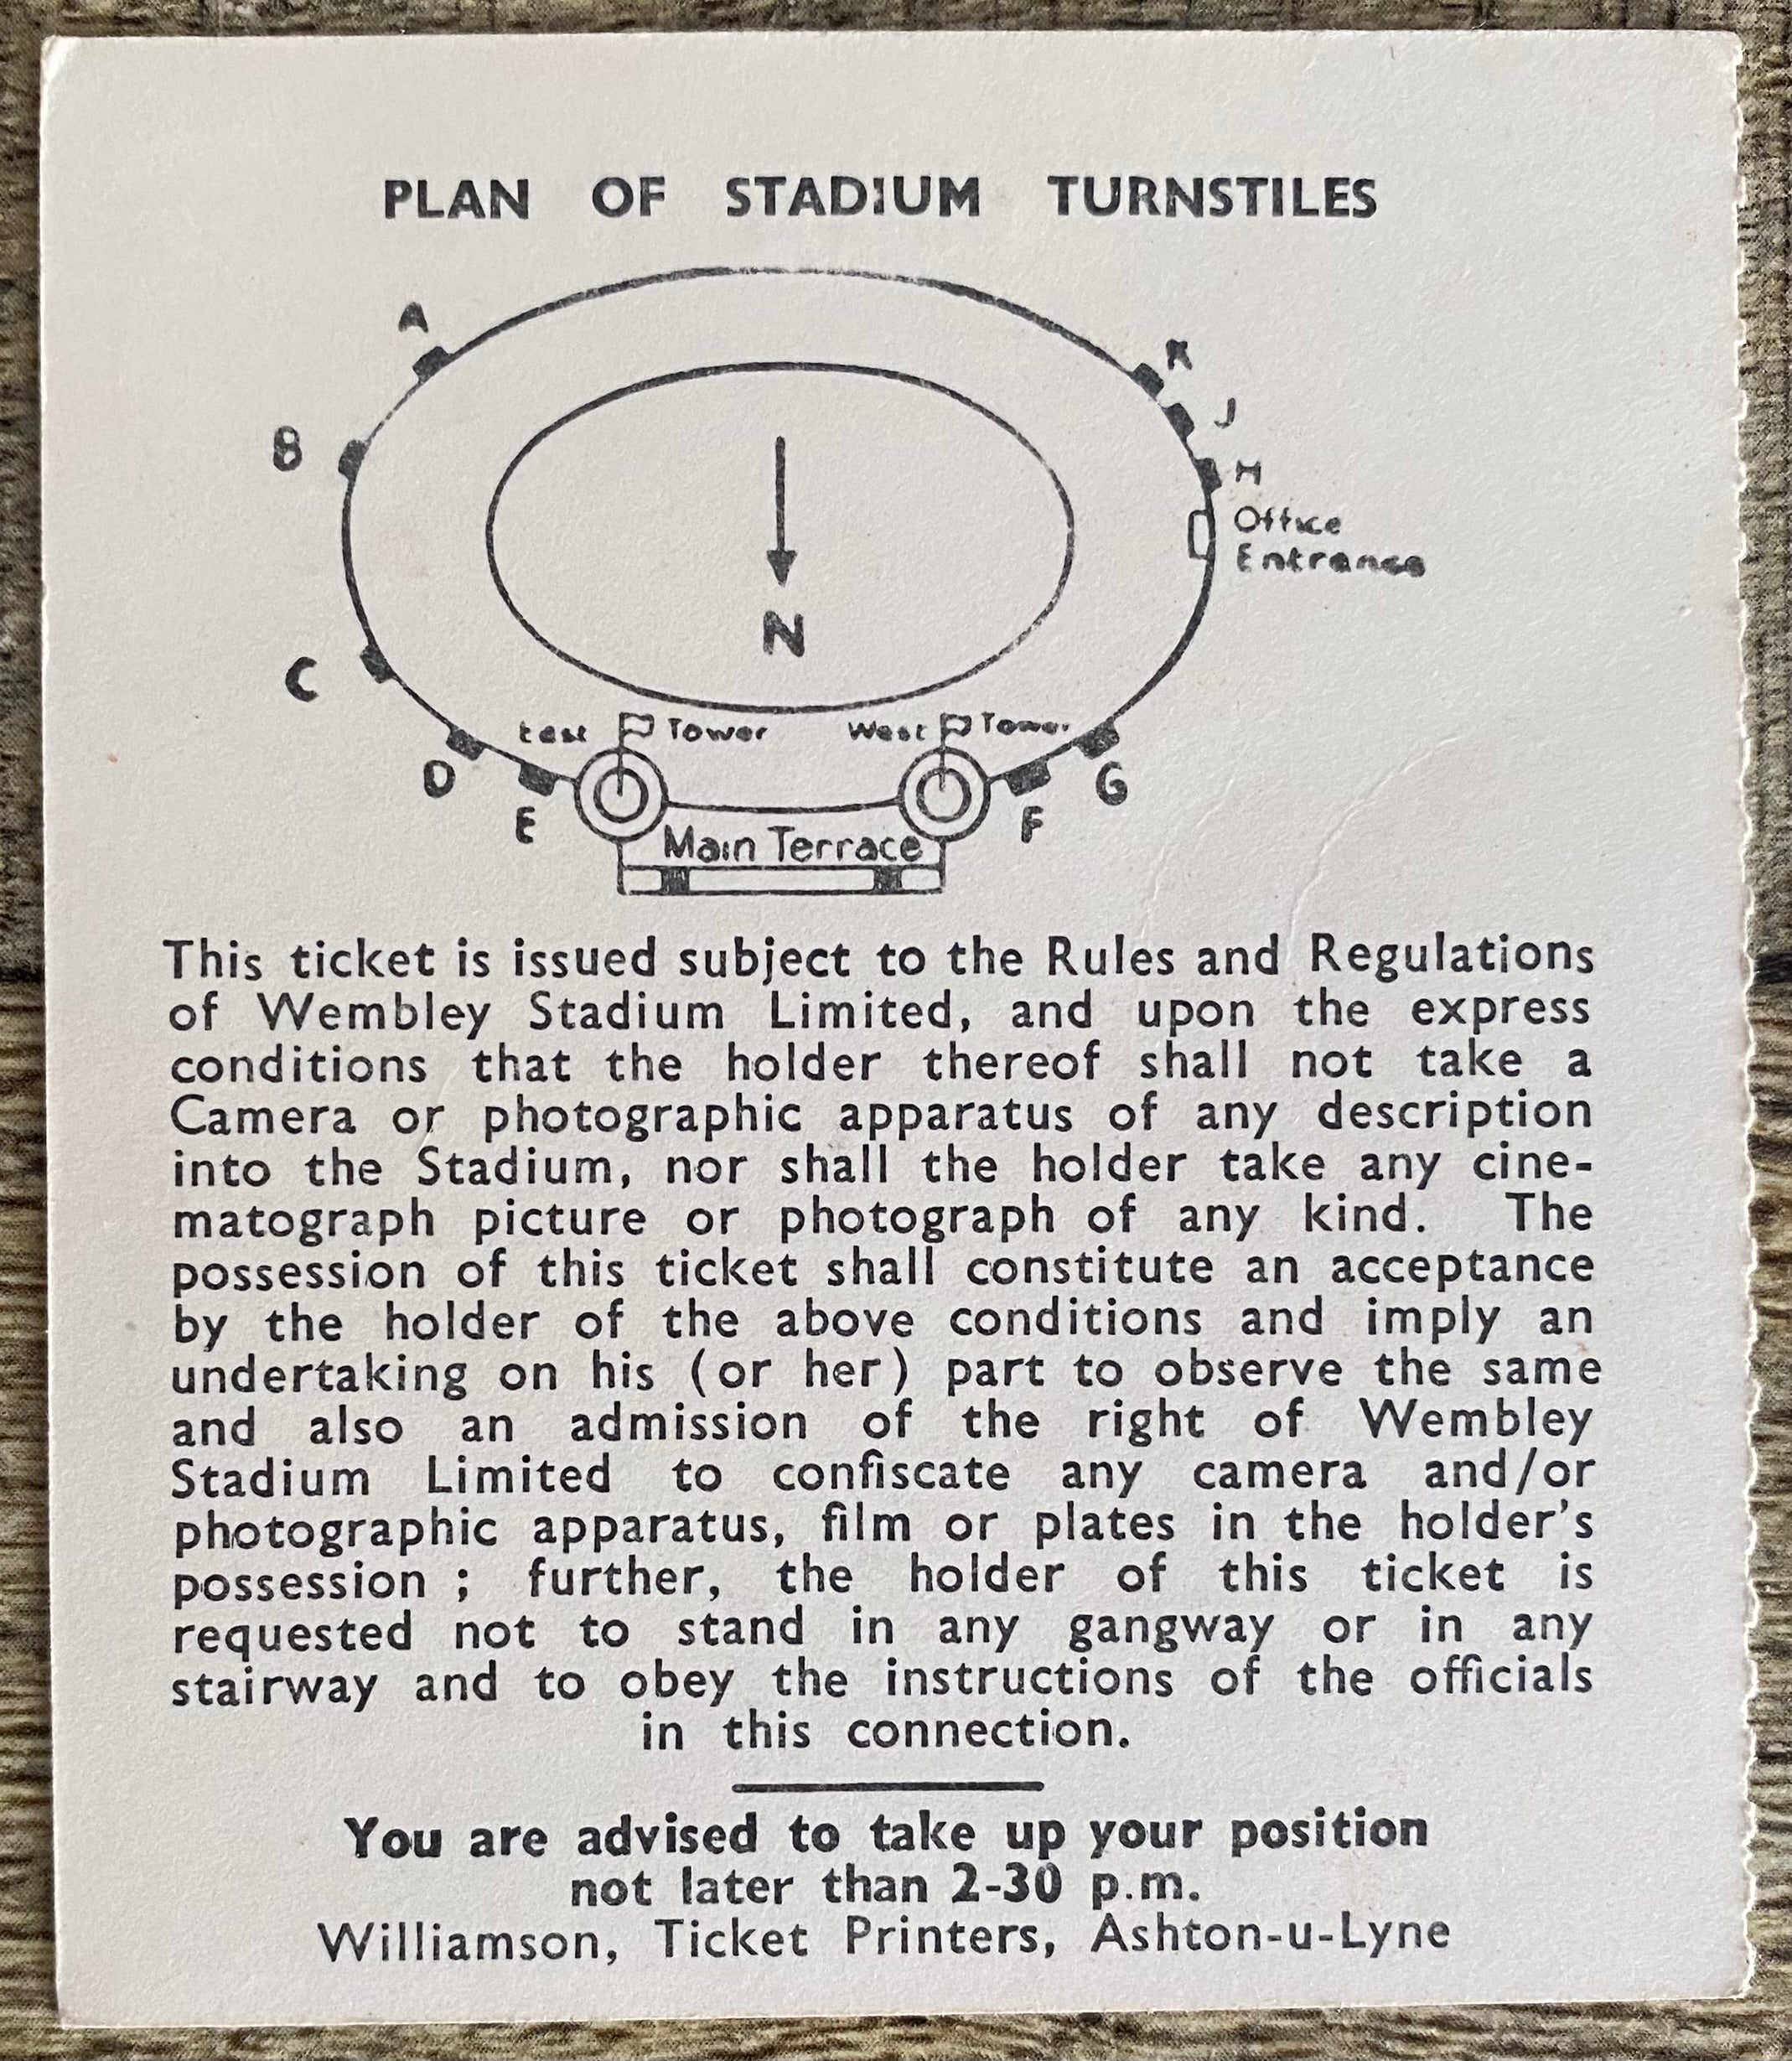 PLAN OF STADIUM TURNSTILES
A
K
J
B
H
Office
Entrance
N
C
East Tower West Tower
D
G
E
F
Main Terrace
This ticket is issued subject to the Rules and Regulations
of Wembley Stadium Limited, and upon the express
conditions that the holder thereof shall not take a
Camera or photographic apparatus of any description
into the Stadium, nor shall the holder take any cine-
matograph picture or photograph of any kind. The
possession of this ticket shall constitute an acceptance
by the holder of the above conditions and imply an
undertaking on his (or her) part to observe the same
and also an admission of the right of Wembley
Stadium Limited to confiscate any camera and/or
photographic apparatus, film or plates in the holder's
possession ; further, the holder of this ticket is
requested not to stand in any gangway or in any
stairway and to obey the instructions of the officials
in this connection.
You are advised to take up your position
not later than 2-30 p.m.
Williamson, Ticket Printers, Ashton-u-Lyne